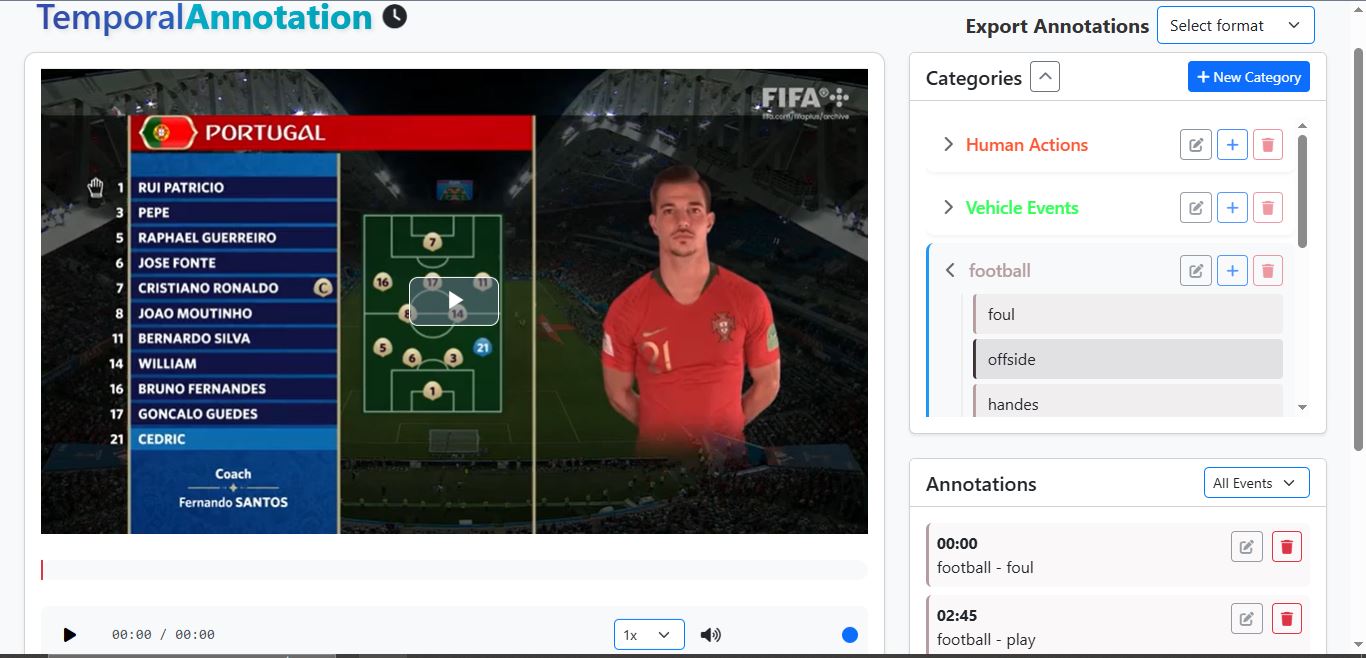 TemporalAnnotation
Export Annotations
Select format
FIFA
fifa.com/fifaplus/archive
PORTUGAL
1 RUI PATRICIO
3 PEPE
5 RAPHAEL GUERREIRO
6 JOSE FONTE
7 CRISTIANO RONALDO C
8 JOAO MOUTINHO
11 BERNARDO SILVA
14 WILLIAM
16 BRUNO FERNANDES
17 GONCALO GUEDES
21 CEDRIC
Coach
Fernando SANTOS
7
16 17 11
8 14
5 21
6 3
1
21
00:00 / 00:00
1x
Categories
+ New Category
Human Actions
Vehicle Events
football
foul
offside
handes
Annotations
All Events
00:00
football - foul
02:45
football - play